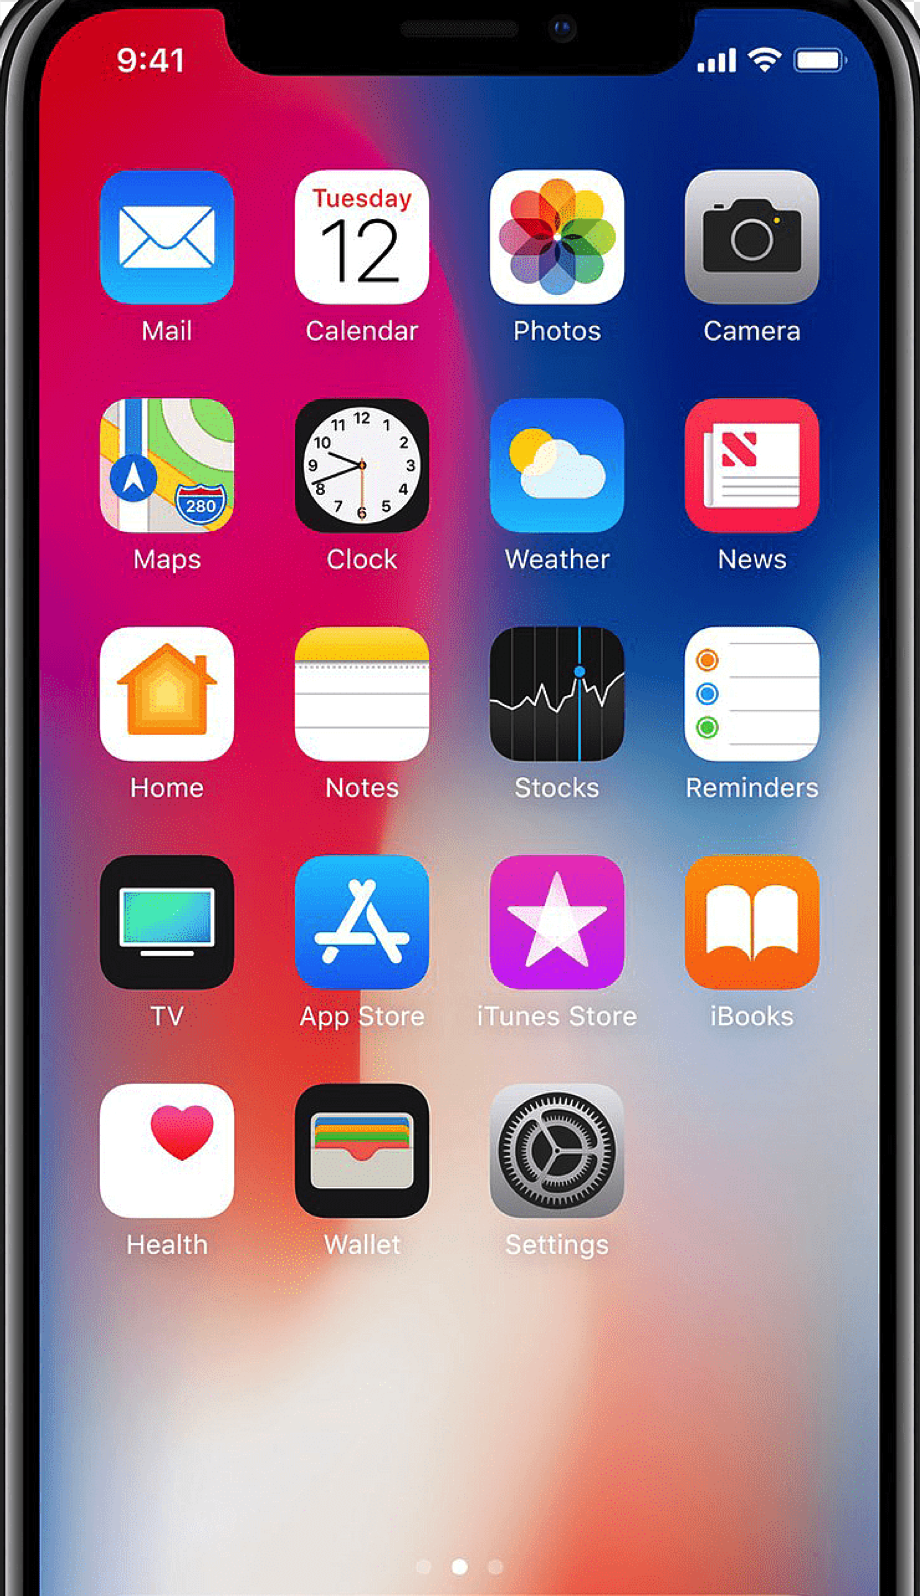 9:41
Tuesday
12
Mail
Calendar
Photos
Camera
280
12
1
2
3
4
5
6
7
8
9
10
11
Maps
Clock
Weather
News
Home
Notes
Stocks
Reminders
TV
App Store
iTunes Store
iBooks
Health
Wallet
Settings